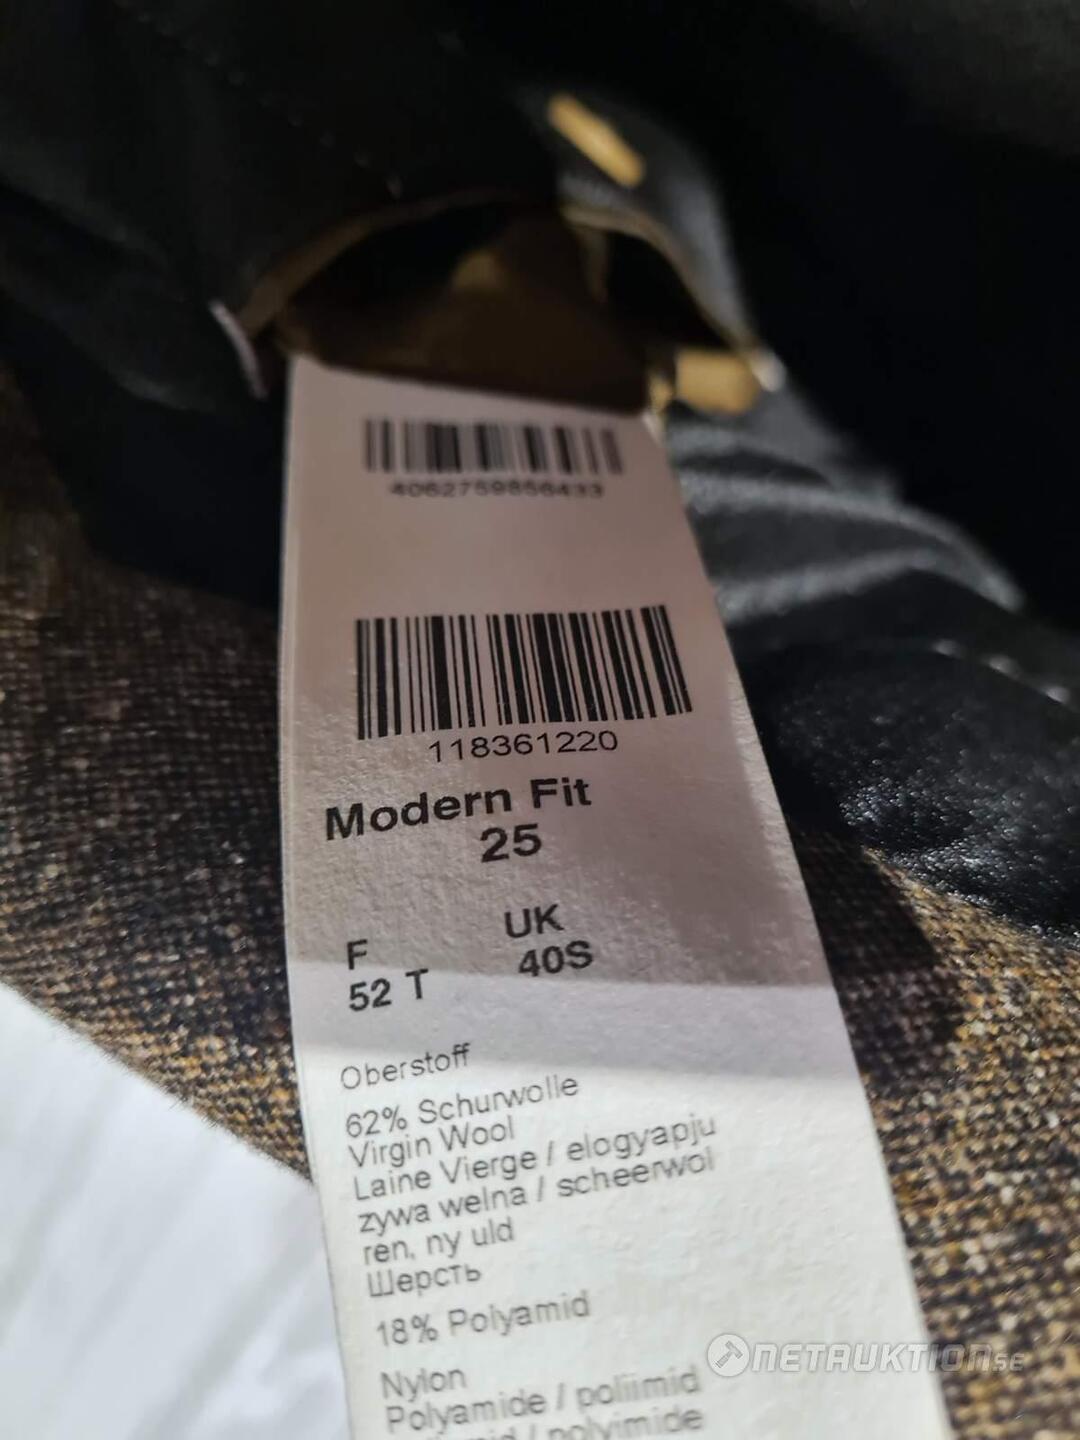 4062759856433
118361220
Modern Fit
25
F UK
52 T 40S
Oberstoff
62% Schurwolle
Virgin Wool
Laine Vierge / elogyapju
zywa welna / scheerwol
ren, ny uld
Шерсть
18% Polyamid
Nylon
Polyamide / poliimid
/ polyimide
NETAUKTION.SE